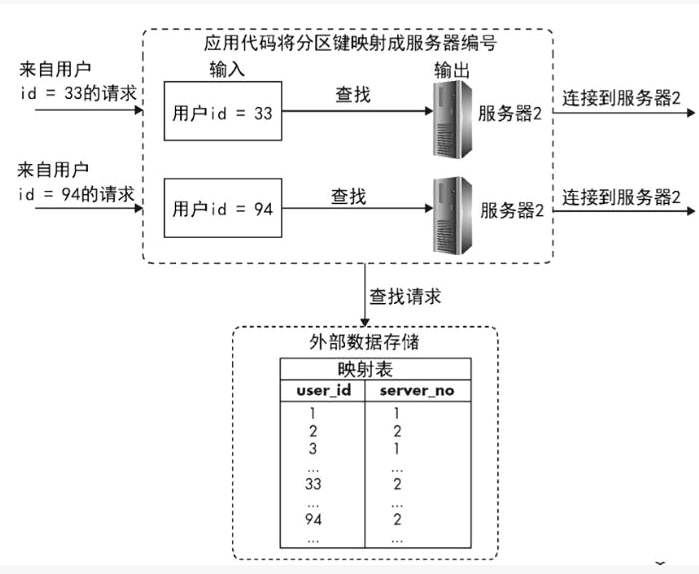 应用代码将分区键映射成服务器编号
来自用户
id = 33的请求
输入
输出
用户id = 33
查找
服务器2
连接到服务器2
来自用户
id = 94的请求
用户id = 94
查找
服务器2
连接到服务器2
查找请求
外部数据存储
映射表
user_id server_no
1 1
2 2
3 1
... ...
33 2
... ...
94 2
... ...